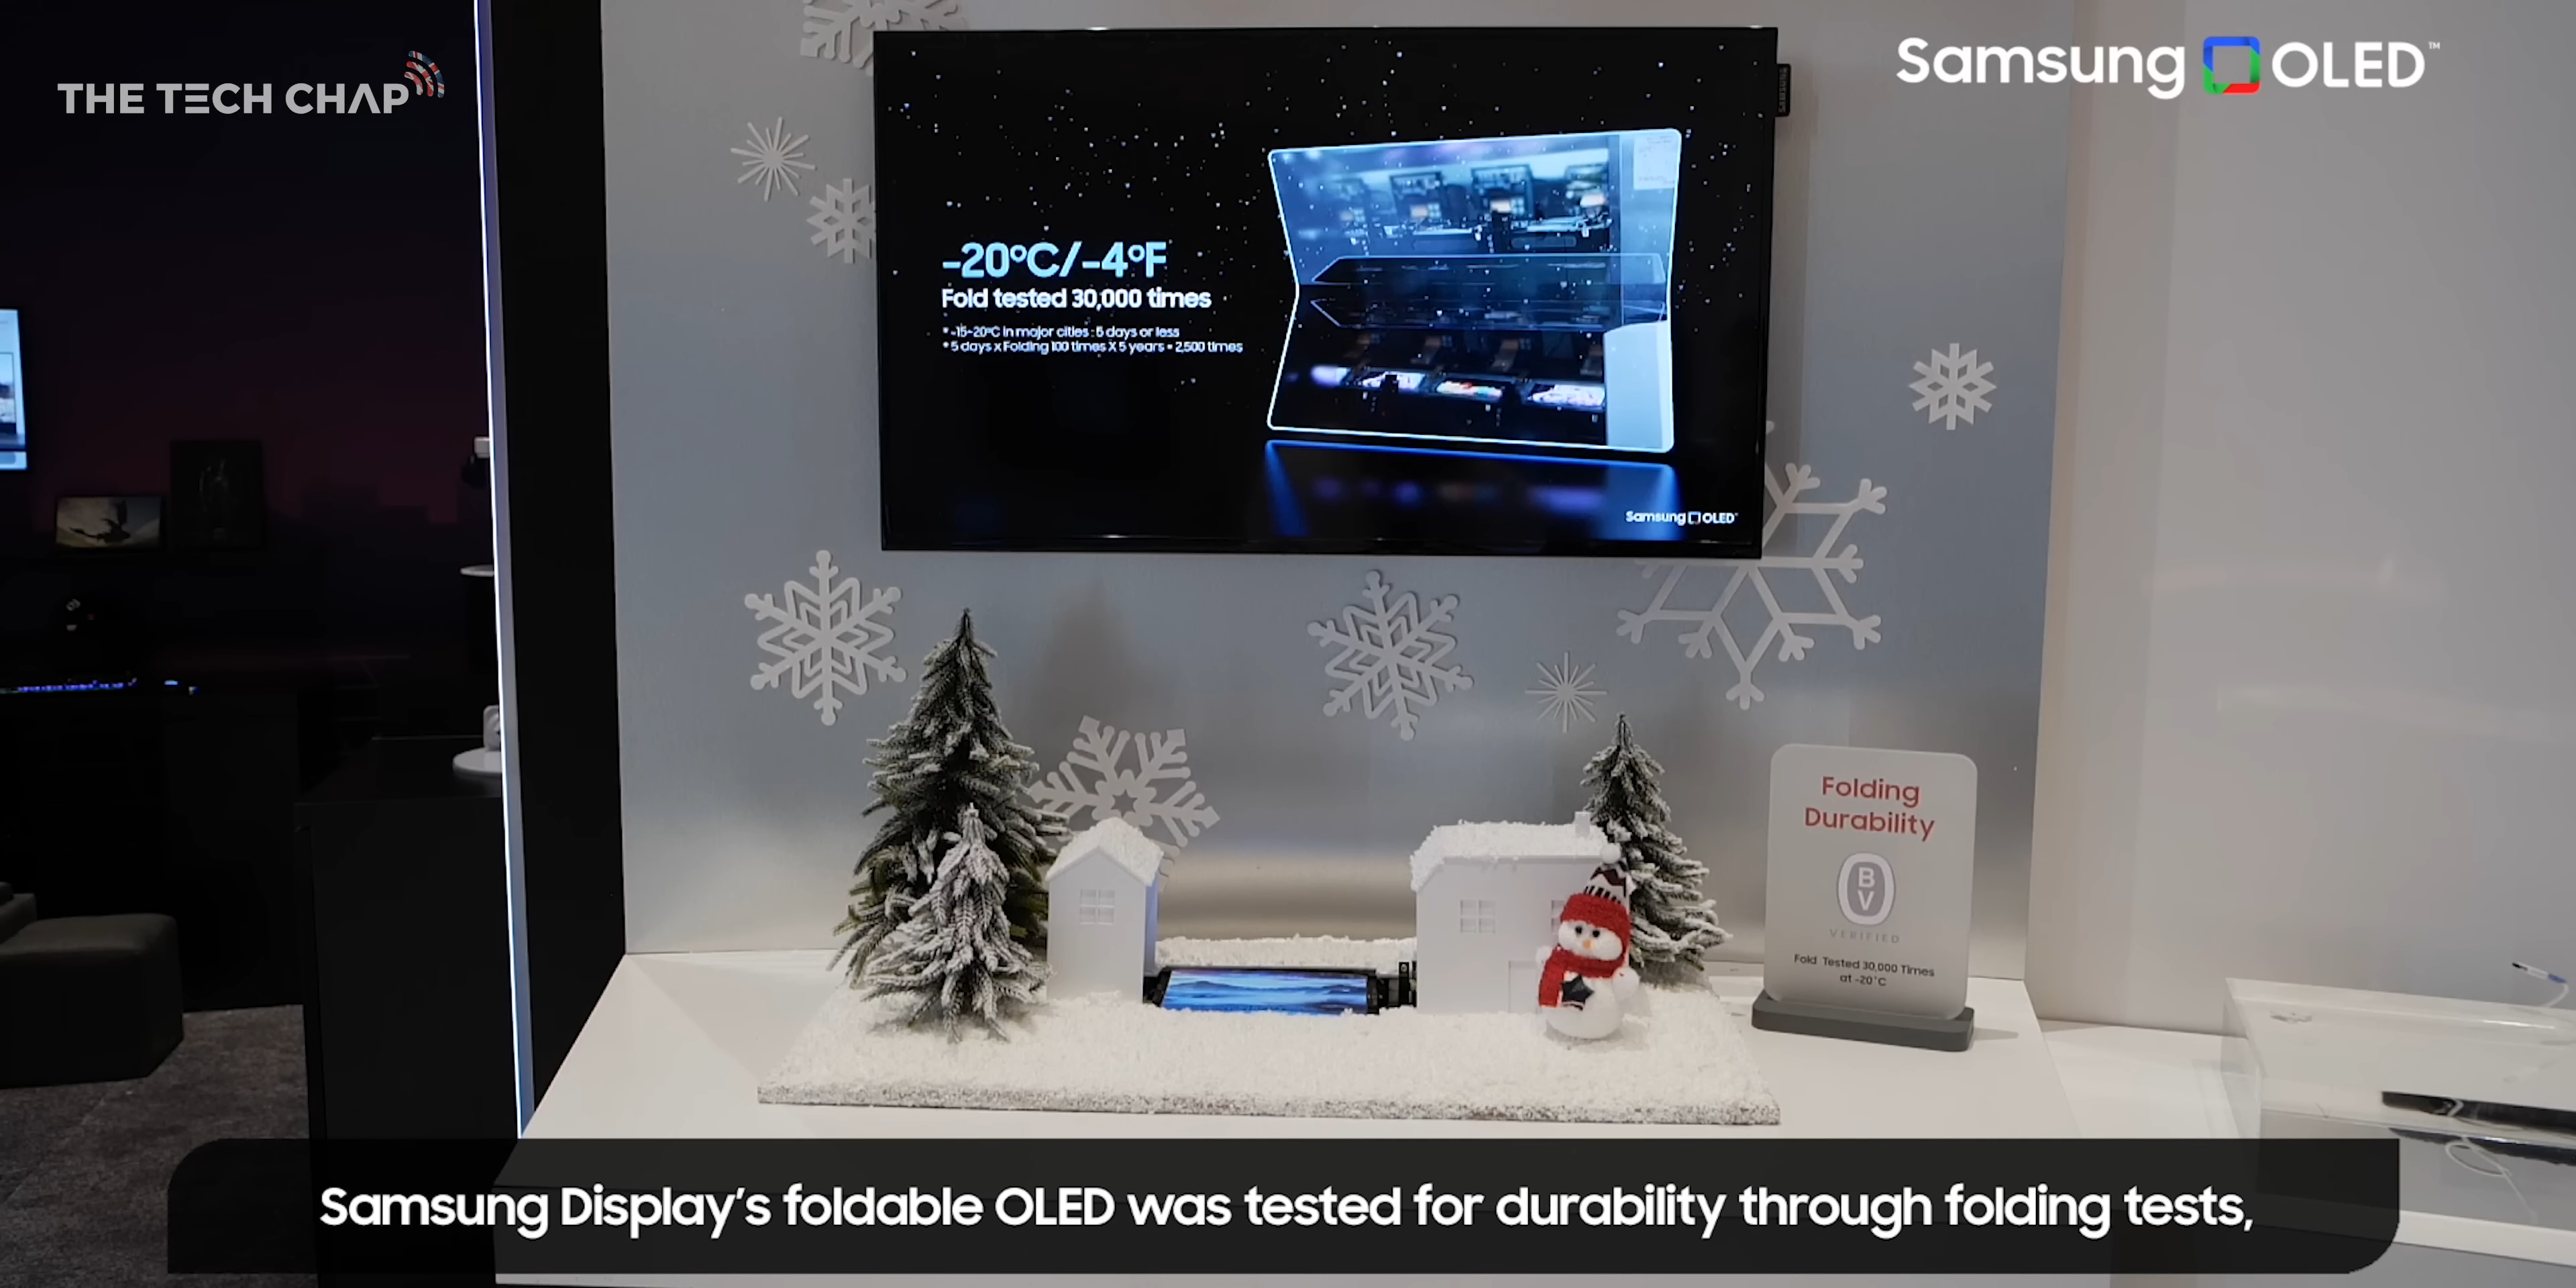 THE TECH CHAP
Samsung OLED™
SAMSUNG
-20°C/-4°F
Fold tested 30,000 times
* -15~20°C in major cities : 5 days or less
* 5 days x Folding 100 times X 5 years = 2,500 times
Samsung OLED
Folding
Durability
B
V
VERIFIED
Fold Tested 30,000 Times
at -20°C
Samsung Display's foldable OLED was tested for durability through folding tests,